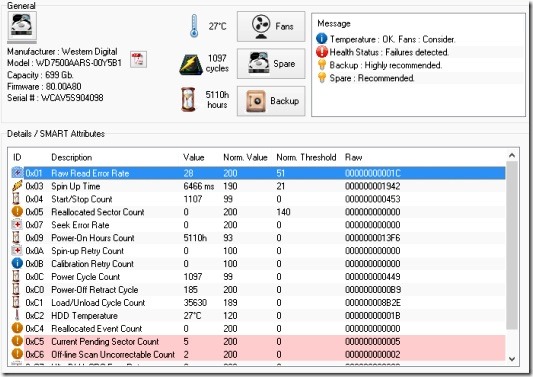 General
27°C
Fans
Manufacturer : Western Digital
Model : WD7500AARS-00Y5B1
Capacity : 699 Gb.
Firmware : 80.00A80
Serial # : WCAV5S904098
1097 cycles
Spare
5110h hours
Backup
Message
Temperature : OK. Fans : Consider.
Health Status : Failures detected.
Backup : Highly recommended.
Spare : Recommended.
Details / SMART Attributes
ID Description Value Norm. Value Norm. Threshold Raw
0x01 Raw Read Error Rate 28 200 51 00000000001C
0x03 Spin Up Time 6466 ms 190 21 000000001942
0x04 Start/Stop Count 1107 99 0 000000000453
0x05 Reallocated Sector Count 0 200 140 000000000000
0x07 Seek Error Rate 0 200 0 000000000000
0x09 Power-On Hours Count 5110h 93 0 0000000013F6
0x0A Spin-up Retry Count 0 100 0 000000000000
0x0B Calibration Retry Count 0 100 0 000000000000
0x0C Power Cycle Count 1097 99 0 000000000449
0xC0 Power-Off Retract Cycle 185 200 0 0000000000B9
0xC1 Load/Unload Cycle Count 35630 189 0 000000008B2E
0xC2 HDD Temperature 27°C 120 0 00000000001B
0xC4 Reallocated Event Count 0 200 0 000000000000
0xC5 Current Pending Sector Count 5 200 0 000000000005
0xC6 Off-line Scan Uncorrectable Count 2 200 0 000000000002